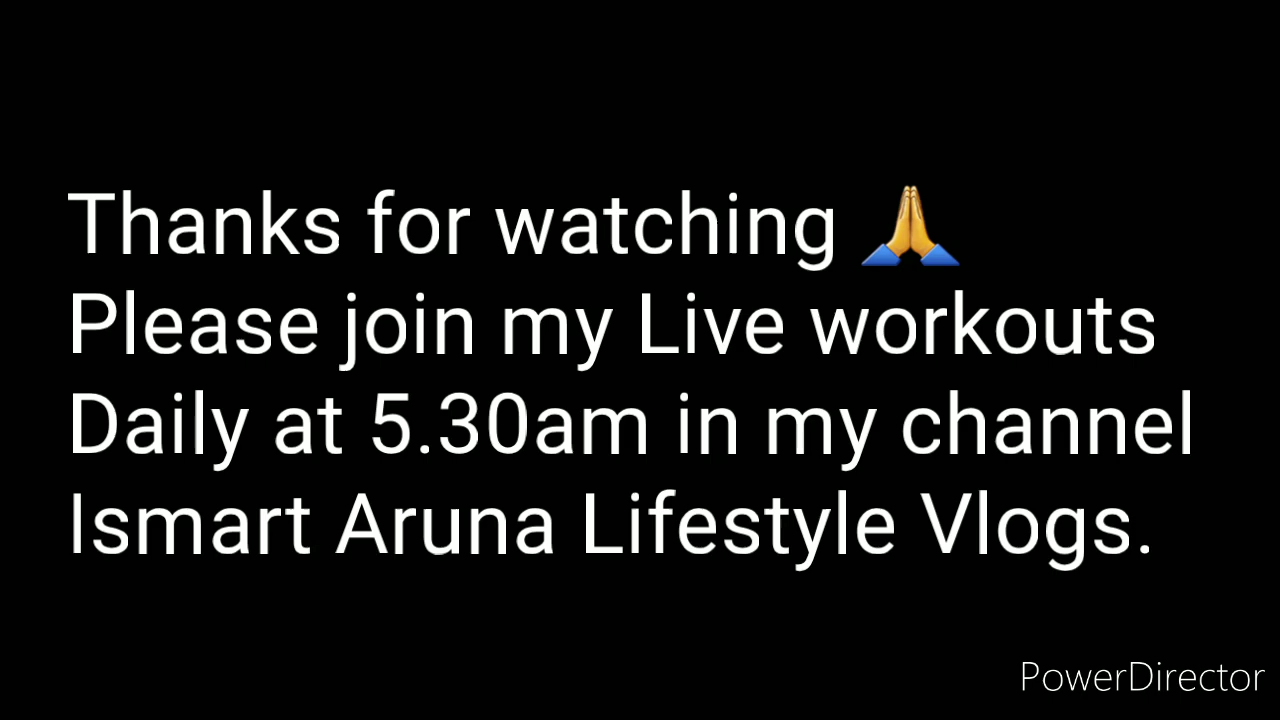 Thanks for watching 🙏
Please join my Live workouts
Daily at 5.30am in my channel
Ismart Aruna Lifestyle Vlogs.
PowerDirector